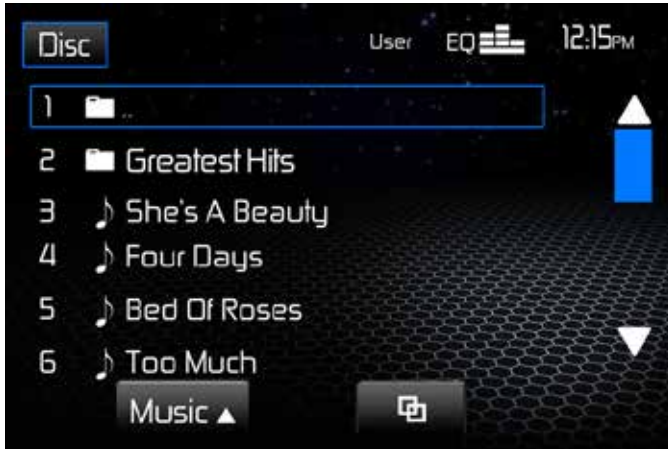 Disc User EQ 12:15PM
1 ..
2 Greatest Hits
3 She's A Beauty
4 Four Days
5 Bed Of Roses
6 Too Much
Music